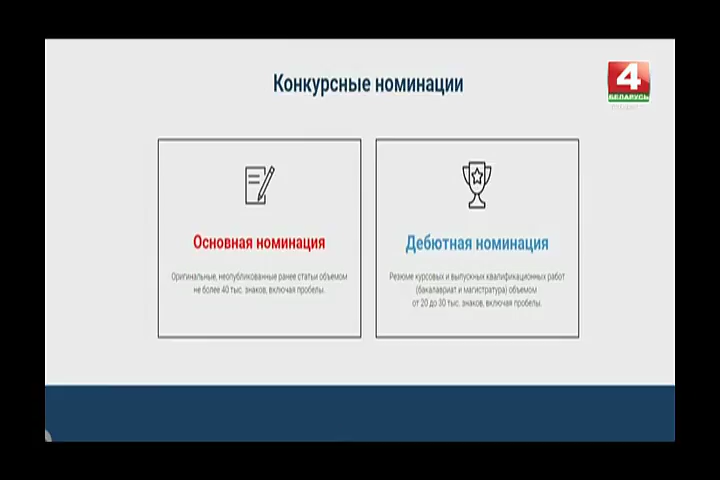 Конкурсные номинации
4
БЕЛАРУСЬ
Основная номинация
Оригинальные, неопубликованные ранее статьи объемом
не более 40 тыс. знаков, включая пробелы.
Дебютная номинация
Резюме курсовых и выпускных квалификационных работ
(бакалавриат и магистратура) объемом
от 20 до 30 тыс. знаков, включая пробелы.